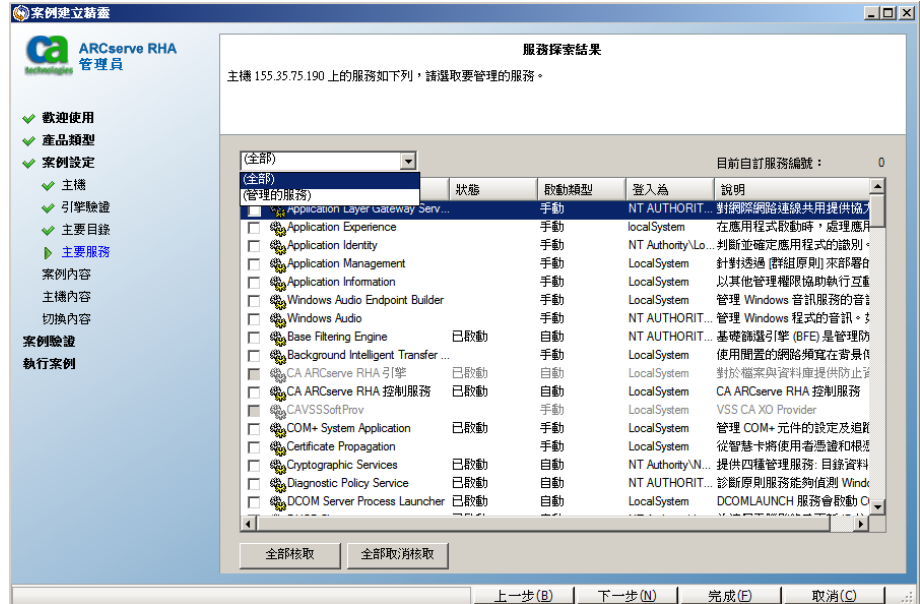 案例建立精靈
ca
technologies
ARCserve RHA
管理員
歡迎使用
產品類型
案例設定
主機
引擎驗證
主要目錄
主要服務
案例內容
主機內容
切換內容
案例驗證
執行案例
服務探索結果
主機 155.35.75.190 上的服務如下列，請選取要管理的服務。
(全部)
目前自訂服務編號： 0
(全部)
(管理的服務)
狀態 啟動類型 登入為 說明
Application Layer Gateway Serv... 手動 NT AUTHORIT... 對網際網路連線共用提供協力
Application Experience 手動 localSystem 在應用程式啟動時，處理應用
Application Identity 手動 NT Authority\Lo... 判斷並確定應用程式的識別。
Application Management 手動 LocalSystem 針對透過 [群組原則] 來部署的
Application Information 手動 LocalSystem 以其他管理權限協助執行互動
Windows Audio Endpoint Builder 手動 LocalSystem 管理 Windows 音訊服務的音訊
Windows Audio 手動 NT AUTHORIT... 管理 Windows 程式的音訊。
Base Filtering Engine 已啟動 自動 NT AUTHORIT... 基礎篩選引擎 (BFE) 是管理防
Background Intelligent Transfer ... 手動 LocalSystem 使用閒置的網路頻寬在背景傳
CA ARCserve RHA 引擎 已啟動 自動 LocalSystem 對於檔案與資料庫提供防止資
CA ARCserve RHA 控制服務 已啟動 自動 LocalSystem CA ARCserve RHA 控制服務
CAVSSSoftProv 手動 LocalSystem VSS CA XO Provider
COM+ System Application 已啟動 手動 LocalSystem 管理 COM+ 元件的設定及追蹤
Certificate Propagation 手動 LocalSystem 從智慧卡將使用者憑證和根憑
Cryptographic Services 已啟動 自動 NT Authority\N... 提供四種管理服務: 目錄資料
Diagnostic Policy Service 已啟動 自動 NT AUTHORIT... 診斷原則服務能夠偵測 Windo
DCOM Server Process Launcher 已啟動 自動 LocalSystem DCOMLAUNCH 服務會啟動 C
全部核取 全部取消核取
上一步(B) 下一步(N) 完成(F) 取消(C)